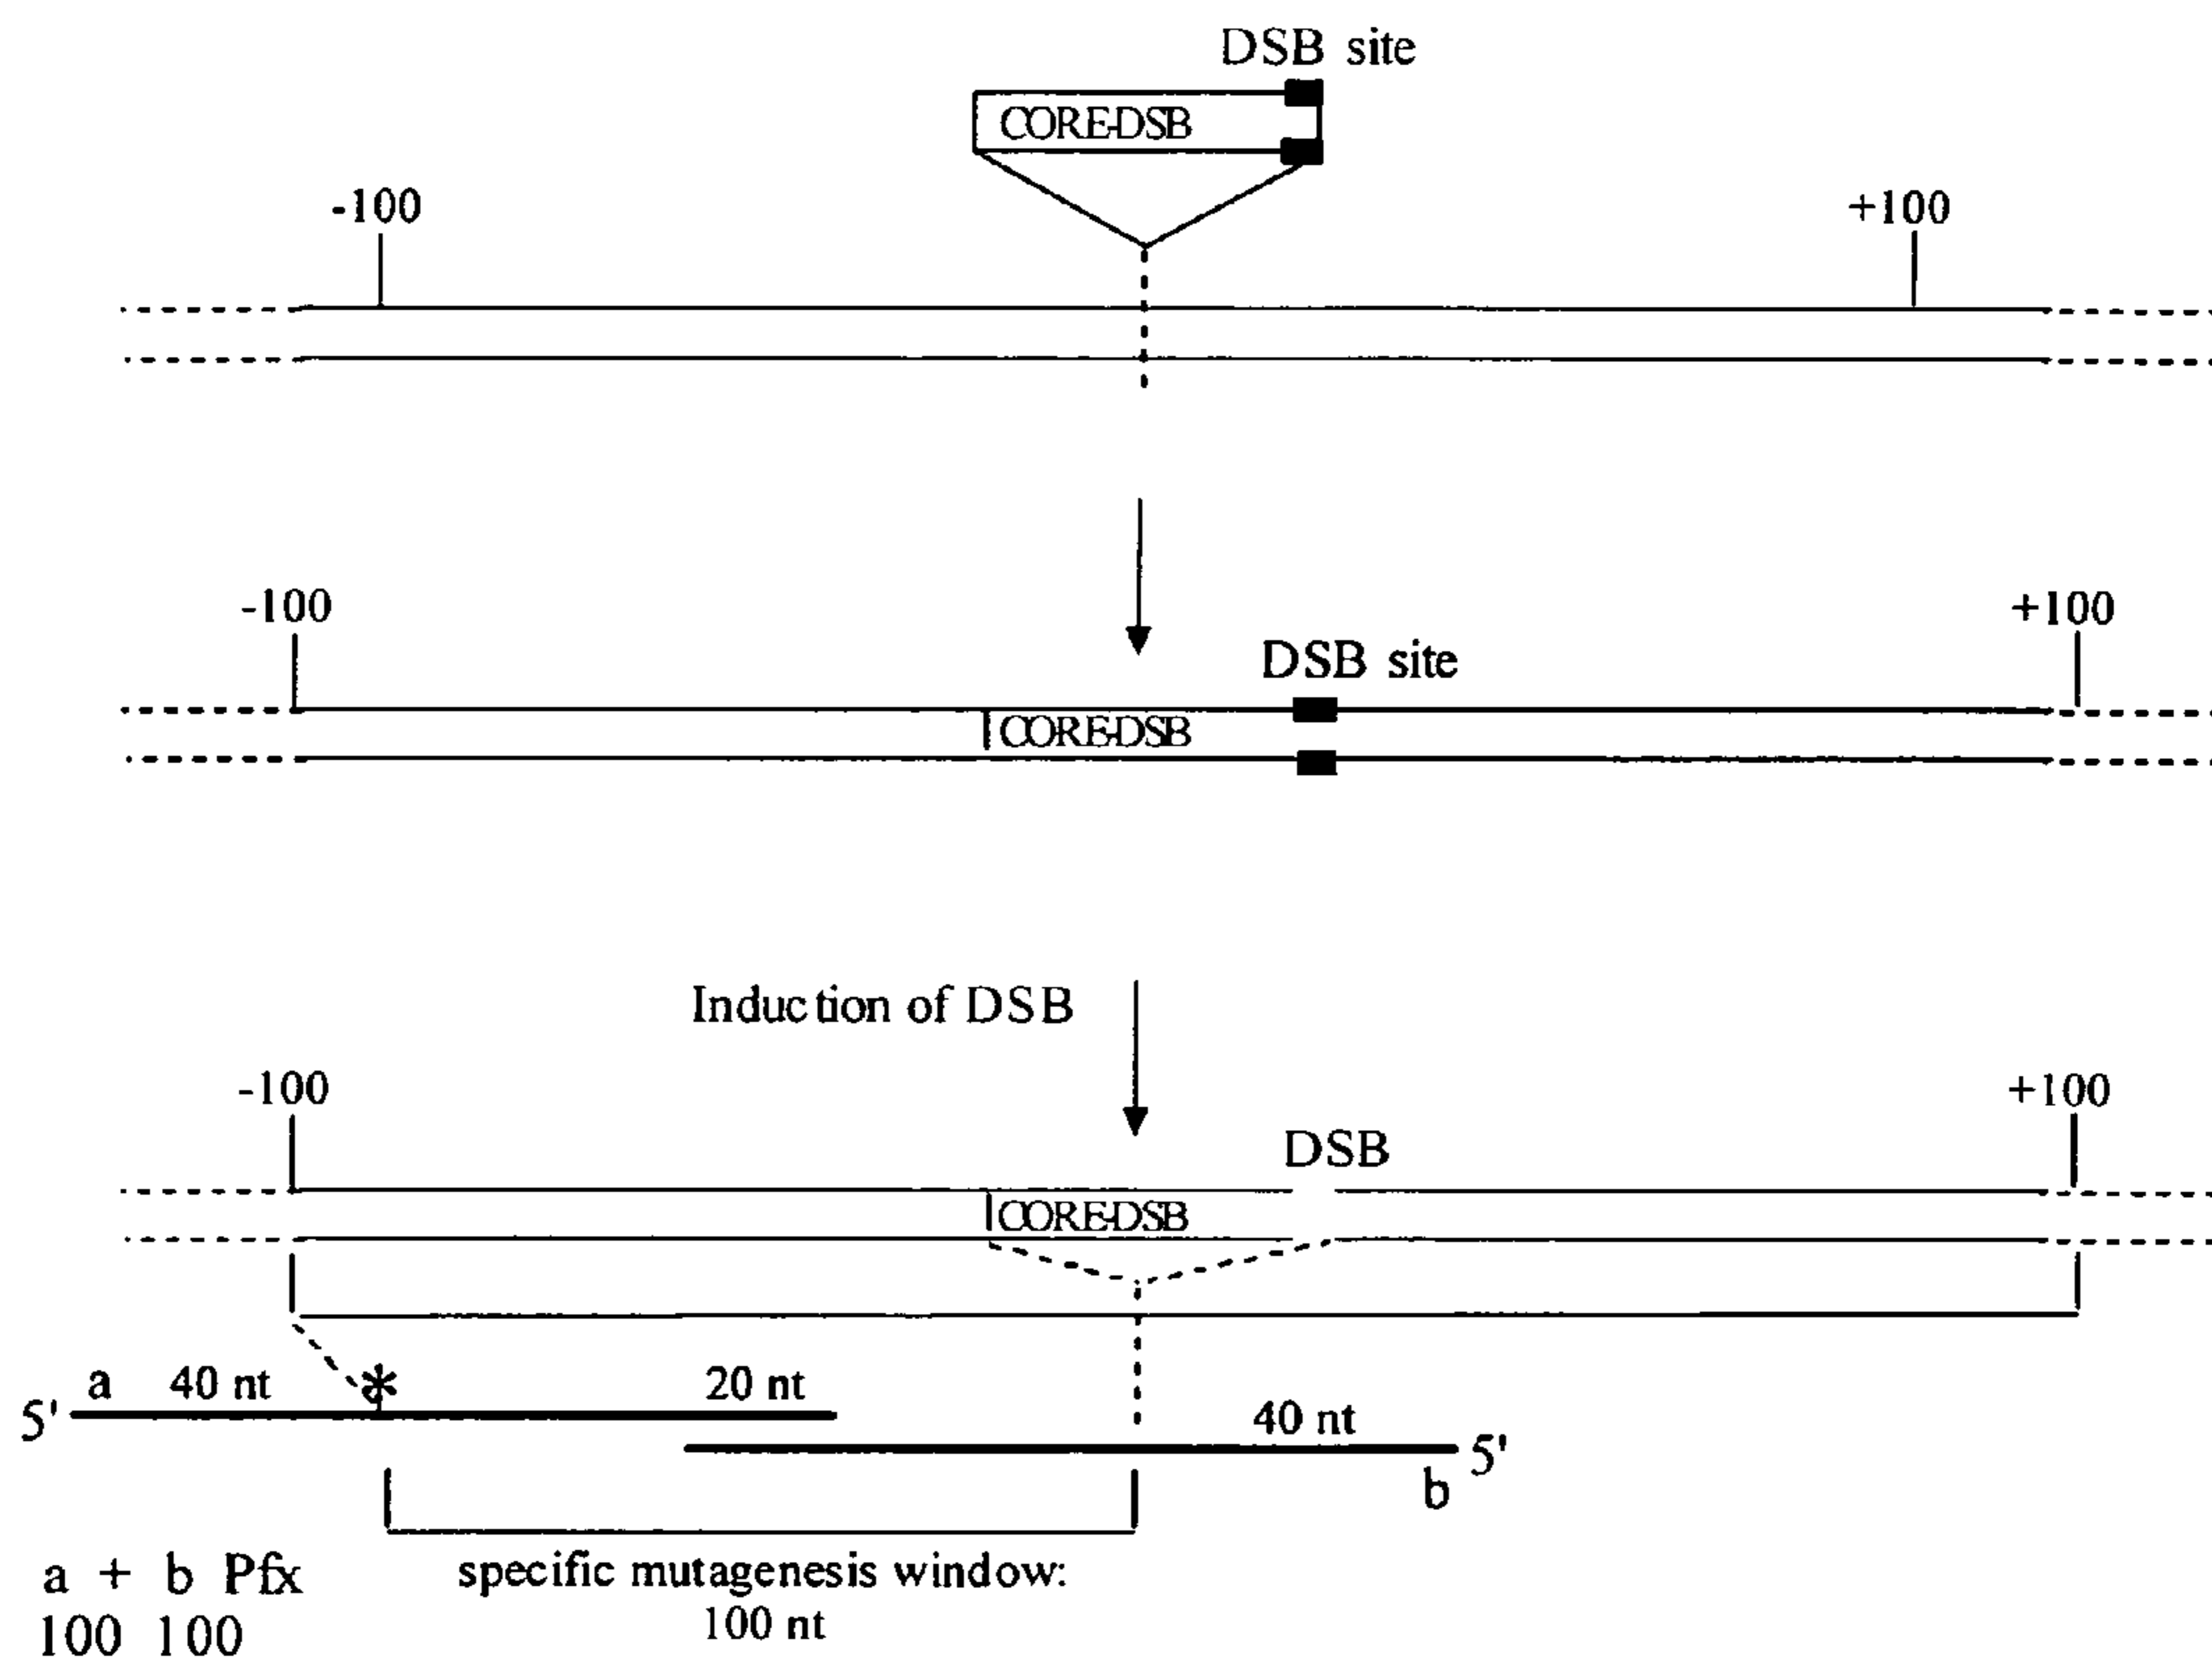 DSB site
CORE-DSB
-100 +100
-100 +100
DSB site
CORE-DSB
Induction of DSB
-100 +100
DSB
CORE-DSB
a 40 nt * 20 nt
5'
40 nt
5'
b
a + b Pfx
100 100
specific mutagenesis window:
100 nt